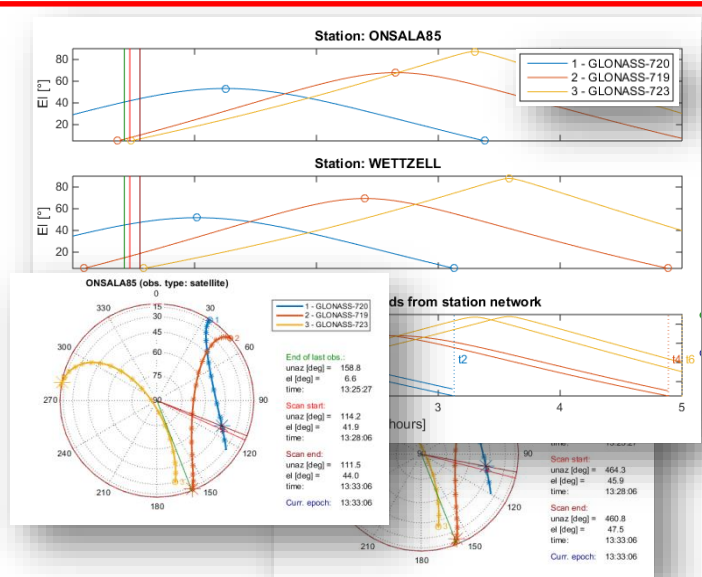 Station: ONSALA85
El [°]
80
60
40
20
1 - GLONASS-720
2 - GLONASS-719
3 - GLONASS-723
Station: WETTZELL
El [°]
80
60
40
20
ds from station network
t2
t4
t6
3
4
5
hours]
ONSALA85 (obs. type: satellite)
0
15
30
45
60
75
90
30
60
90
120
150
180
210
240
270
300
330
1 - GLONASS-720
2 - GLONASS-719
3 - GLONASS-723
End of last obs.:
unaz [deg] = 158.8
el [deg] = 6.6
time: 13:25:27
Scan start:
unaz [deg] = 114.2
el [deg] = 41.9
time: 13:28:06
Scan end:
unaz [deg] = 111.5
el [deg] = 44.0
time: 13:33:06
Curr. epoch: 13:33:06
90
90
120
150
180
210
Scan start:
unaz [deg] = 464.3
el [deg] = 45.9
time: 13:28:06
Scan end:
unaz [deg] = 460.8
el [deg] = 47.5
time: 13:33:06
Curr. epoch: 13:33:06